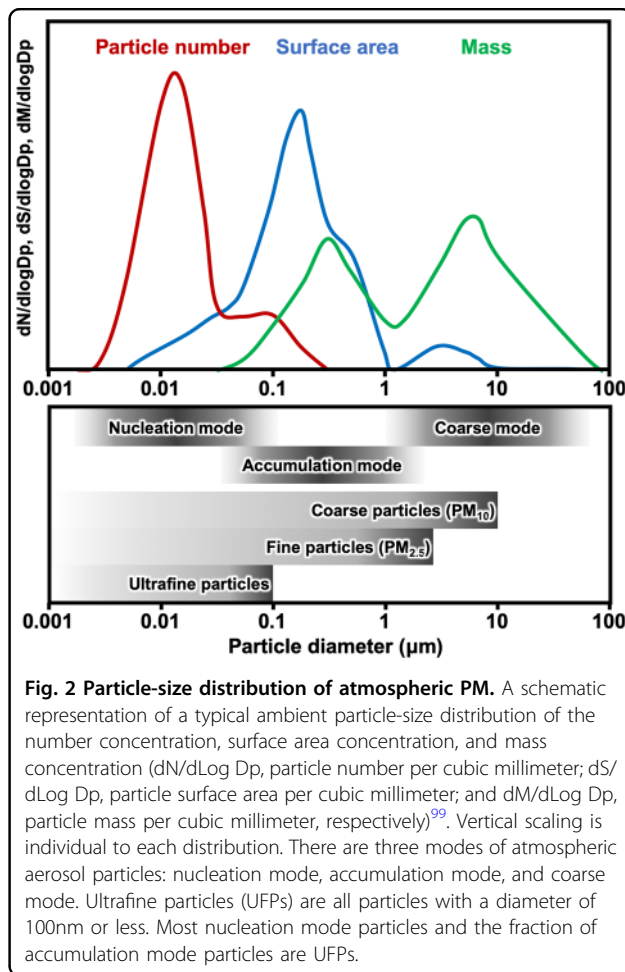 Particle number Surface area Mass
dN/dlogDp, dS/dlogDp, dM/dlogDp
0.001 0.01 0.1 1 10 100
Nucleation mode Coarse mode
Accumulation mode
Coarse particles (PM10)
Fine particles (PM2.5)
Ultrafine particles
0.001 0.01 0.1 1 10 100
Particle diameter (μm)
Fig. 2 Particle-size distribution of atmospheric PM. A schematic
representation of a typical ambient particle-size distribution of the
number concentration, surface area concentration, and mass
concentration (dN/dLog Dp, particle number per cubic millimeter; dS/
dLog Dp, particle surface area per cubic millimeter; and dM/dLog Dp,
particle mass per cubic millimeter, respectively)99. Vertical scaling is
individual to each distribution. There are three modes of atmospheric
aerosol particles: nucleation mode, accumulation mode, and coarse
mode. Ultrafine particles (UFPs) are all particles with a diameter of
100nm or less. Most nucleation mode particles and the fraction of
accumulation mode particles are UFPs.